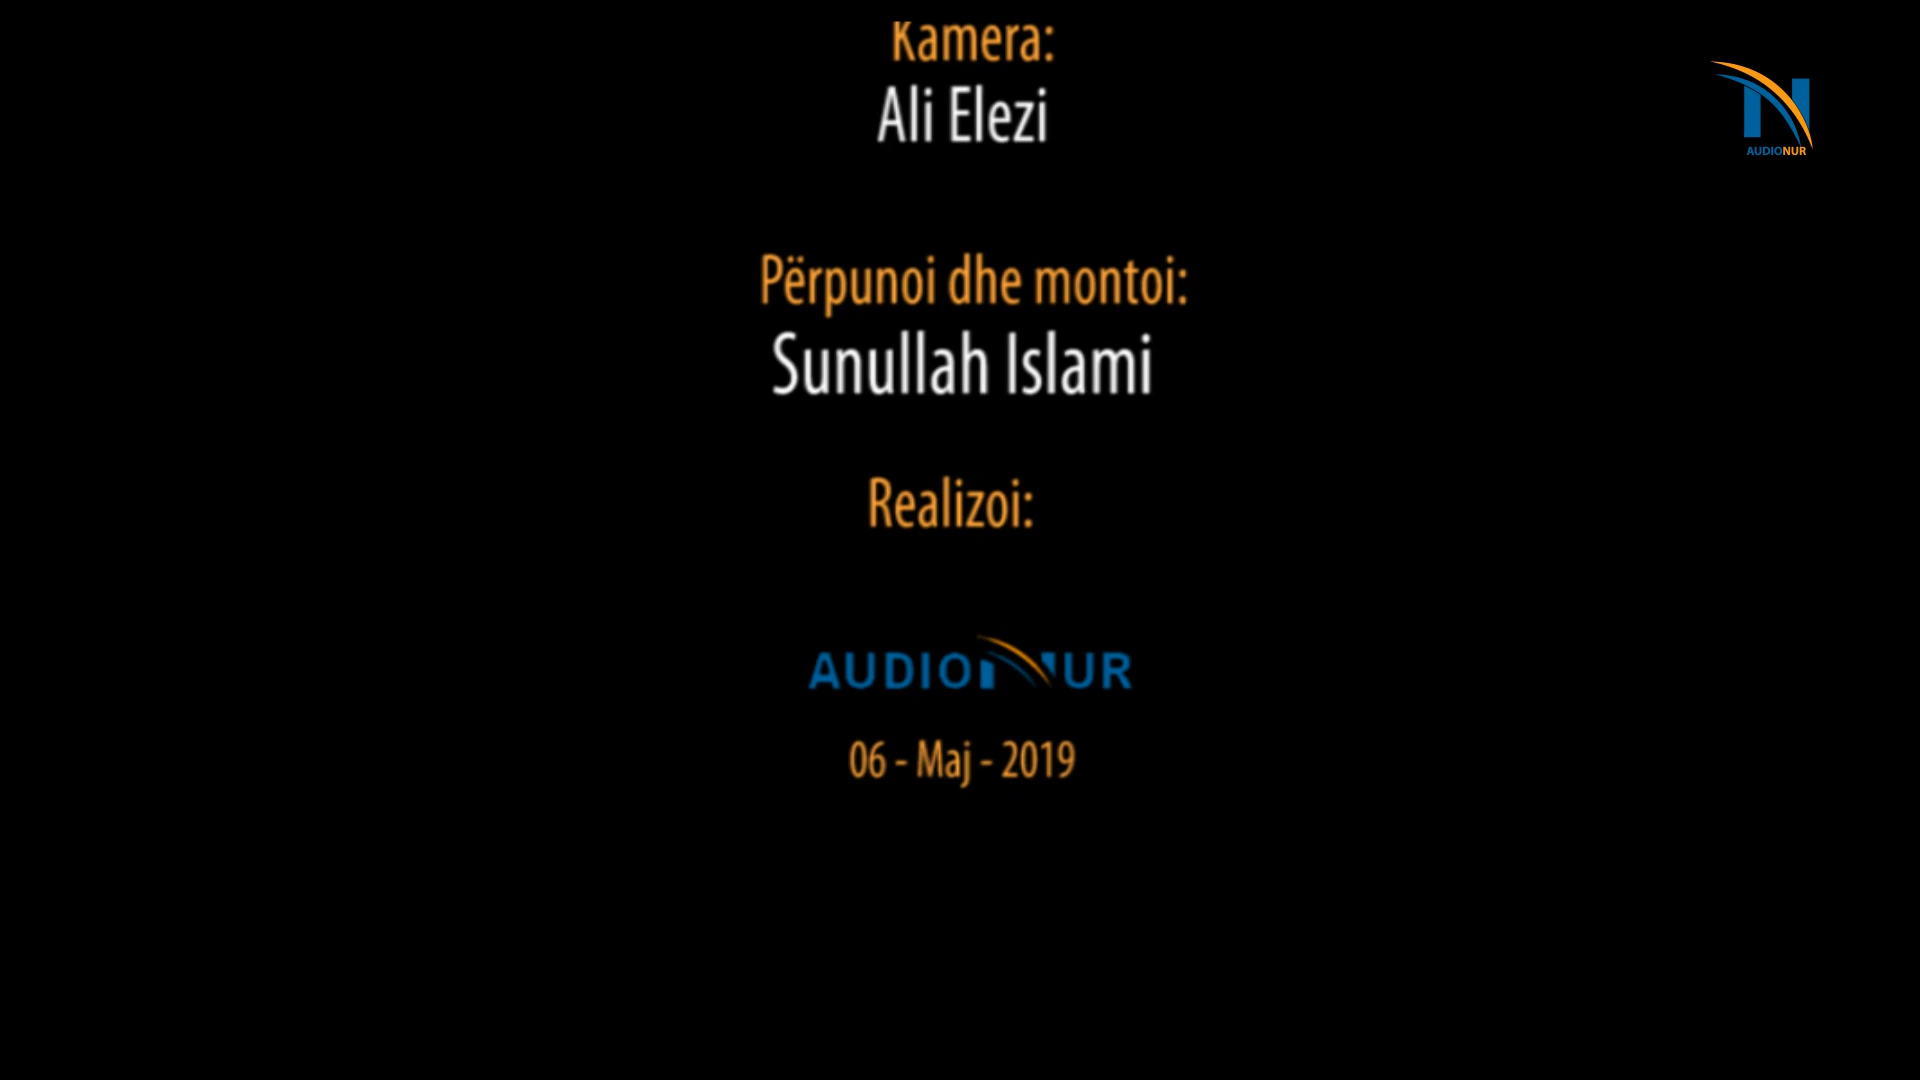 Kamera:
Ali Elezi
AUDIONUR
Përpunoi dhe montoi:
Sunullah Islami
Realizoi:
AUDIONUR
06 - Maj - 2019